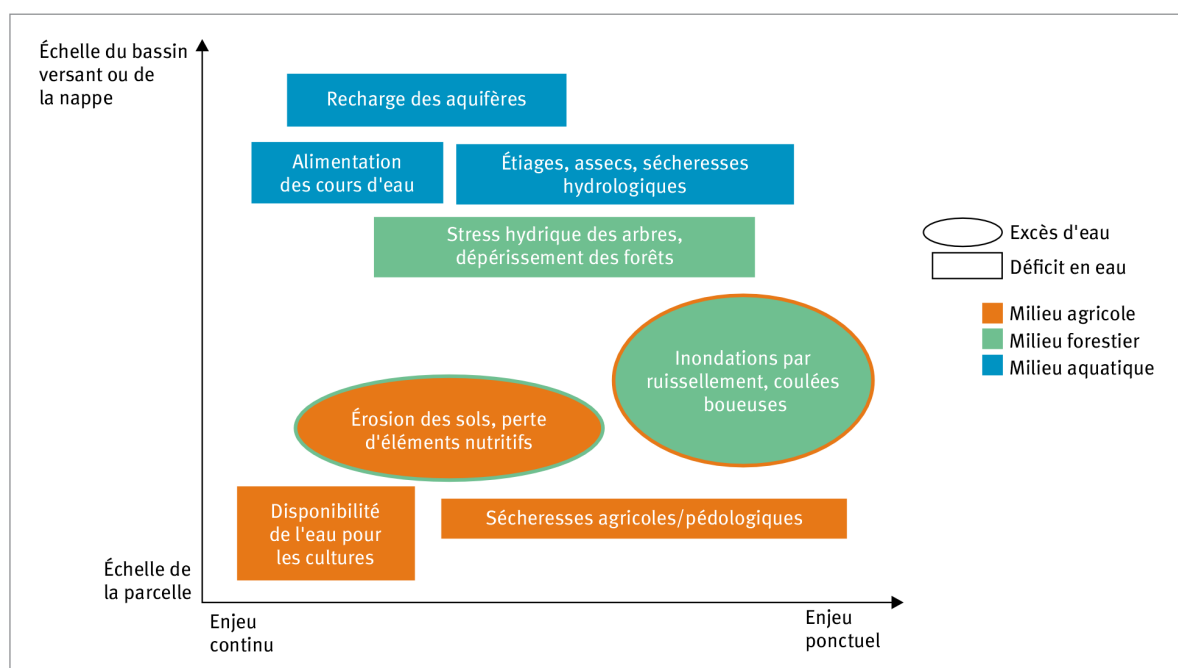 Échelle du bassin
versant ou de
la nappe
Recharge des aquifères
Alimentation
des cours d'eau
Étiages, assecs, sécheresses
hydrologiques
Stress hydrique des arbres,
dépérissement des forêts
Excès d'eau
Déficit en eau
Milieu agricole
Milieu forestier
Milieu aquatique
Inondations par
ruissellement, coulées
boueuses
Érosion des sols, perte
d'éléments nutritifs
Disponibilité
de l'eau pour
les cultures
Sécheresses agricoles/pédologiques
Échelle de
la parcelle
Enjeu
continu
Enjeu
ponctuel